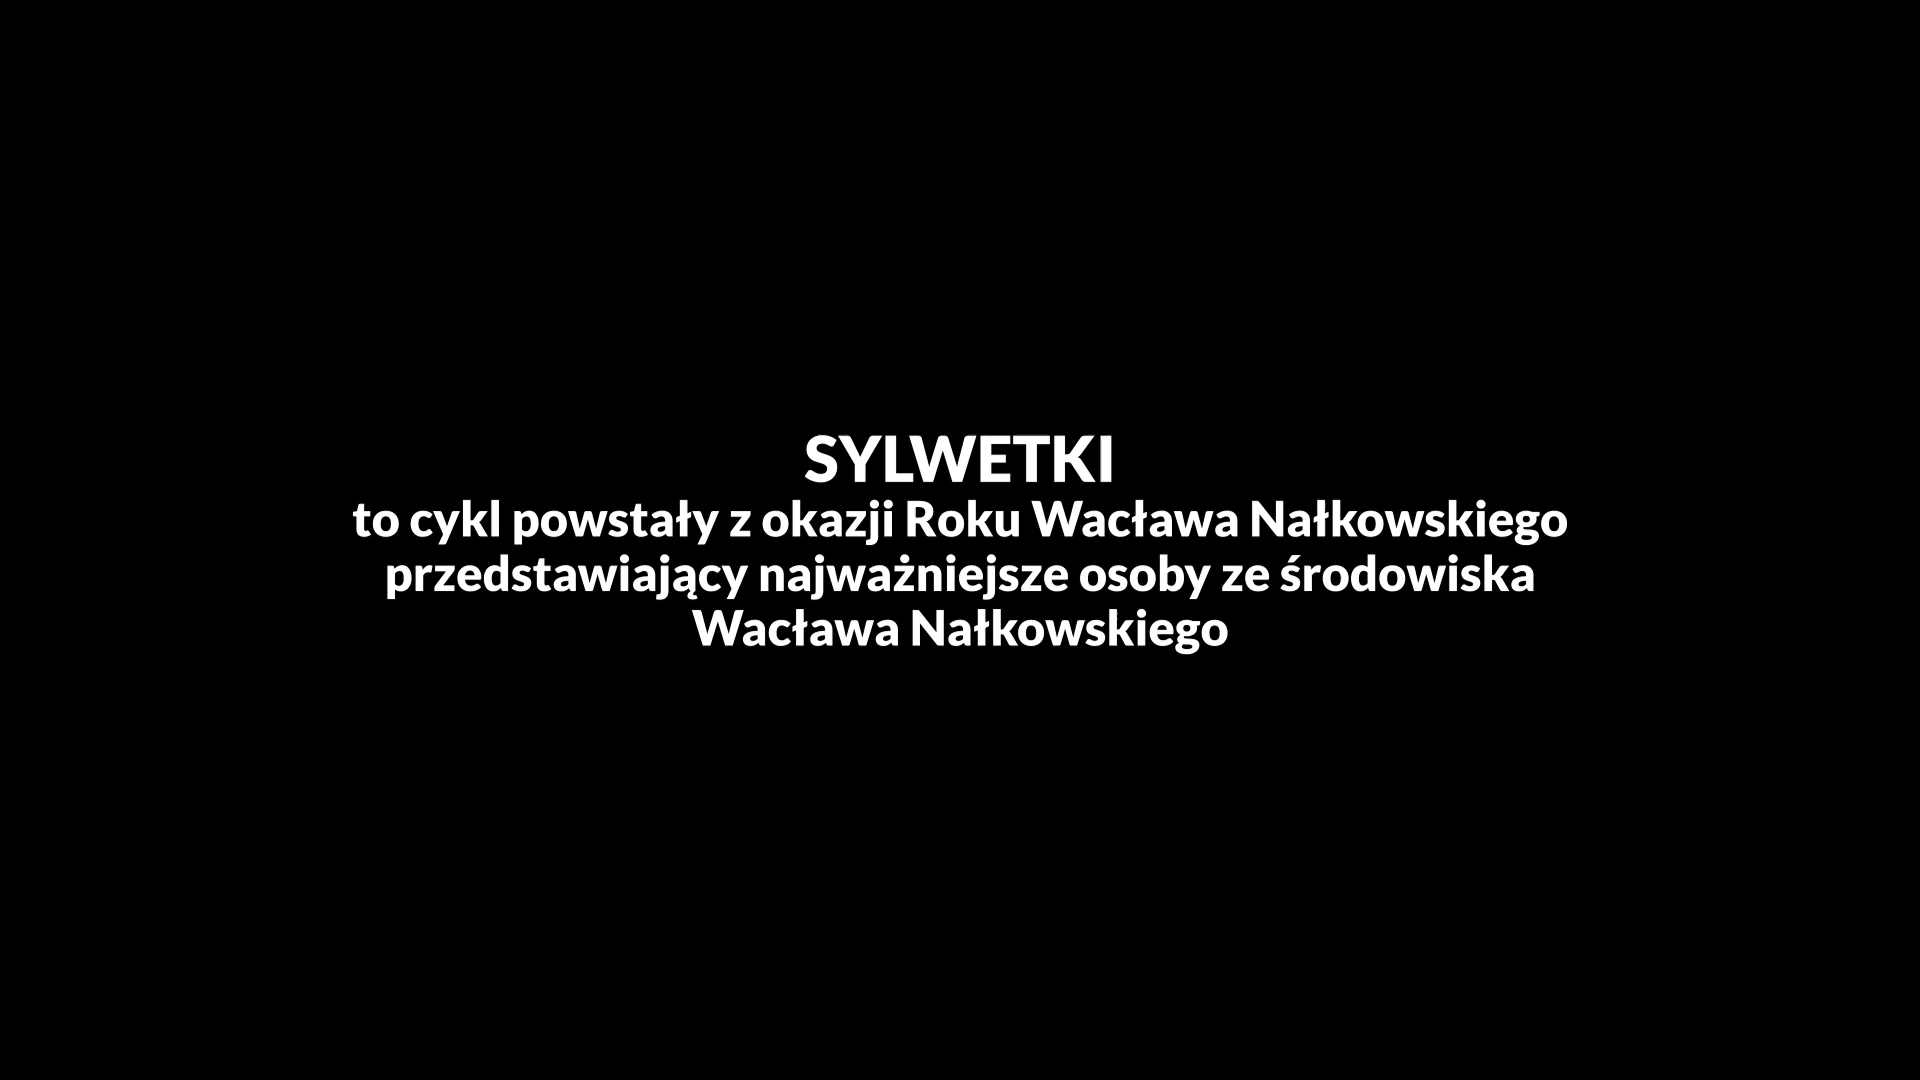 SYLWETKI
to cykl powstały z okazji Roku Wacława Nałkowskiego
przedstawiający najważniejsze osoby ze środowiska
Wacława Nałkowskiego